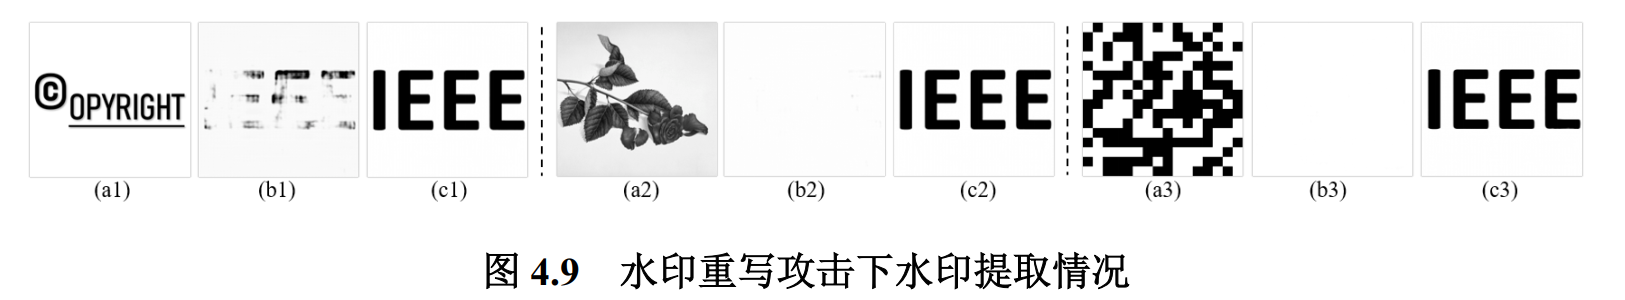 ©OPYRIGHT IEEE IEEE IEEE
(a1) (b1) (c1) (a2) (b2) (c2) (a3) (b3) (c3)
图 4.9 水印重写攻击下水印提取情况